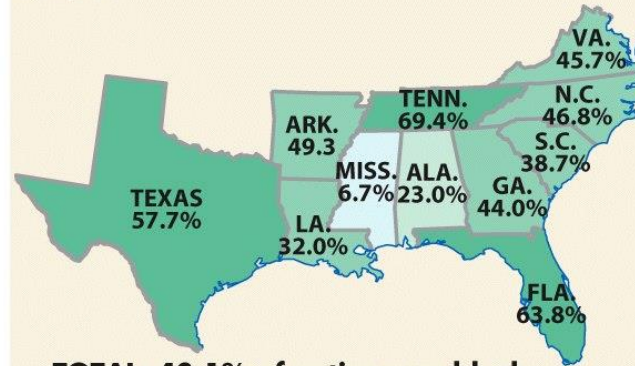 VA.
45.7%
TENN.
69.4%
N.C.
46.8%
ARK.
49.3
S.C.
38.7%
MISS.
6.7%
ALA.
23.0%
GA.
44.0%
TEXAS
57.7%
LA.
32.0%
FLA.
63.8%